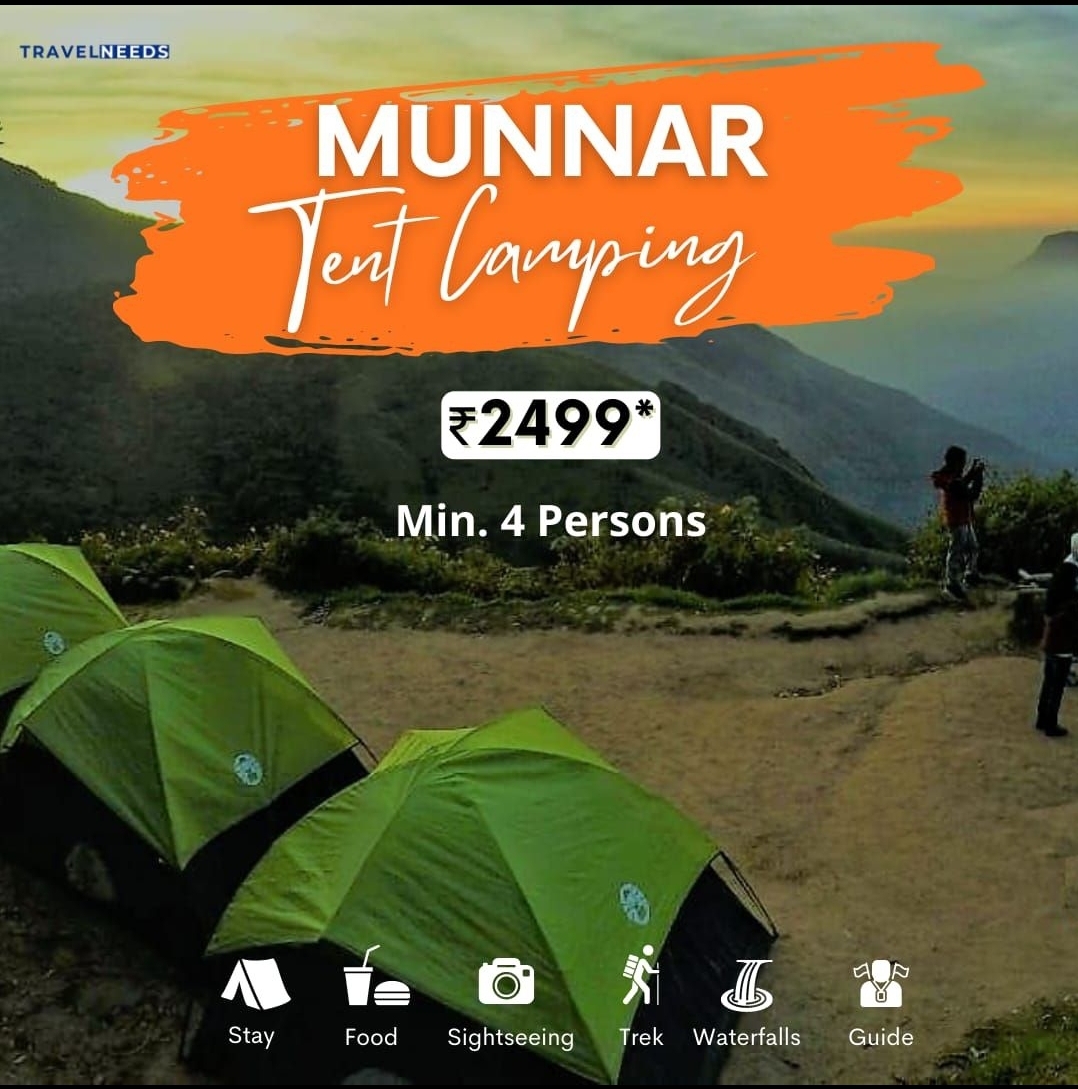 TRAVELNEEDS
MUNNAR
Tent Camping
₹2499*
Min. 4 Persons
Stay Food Sightseeing Trek Waterfalls Guide